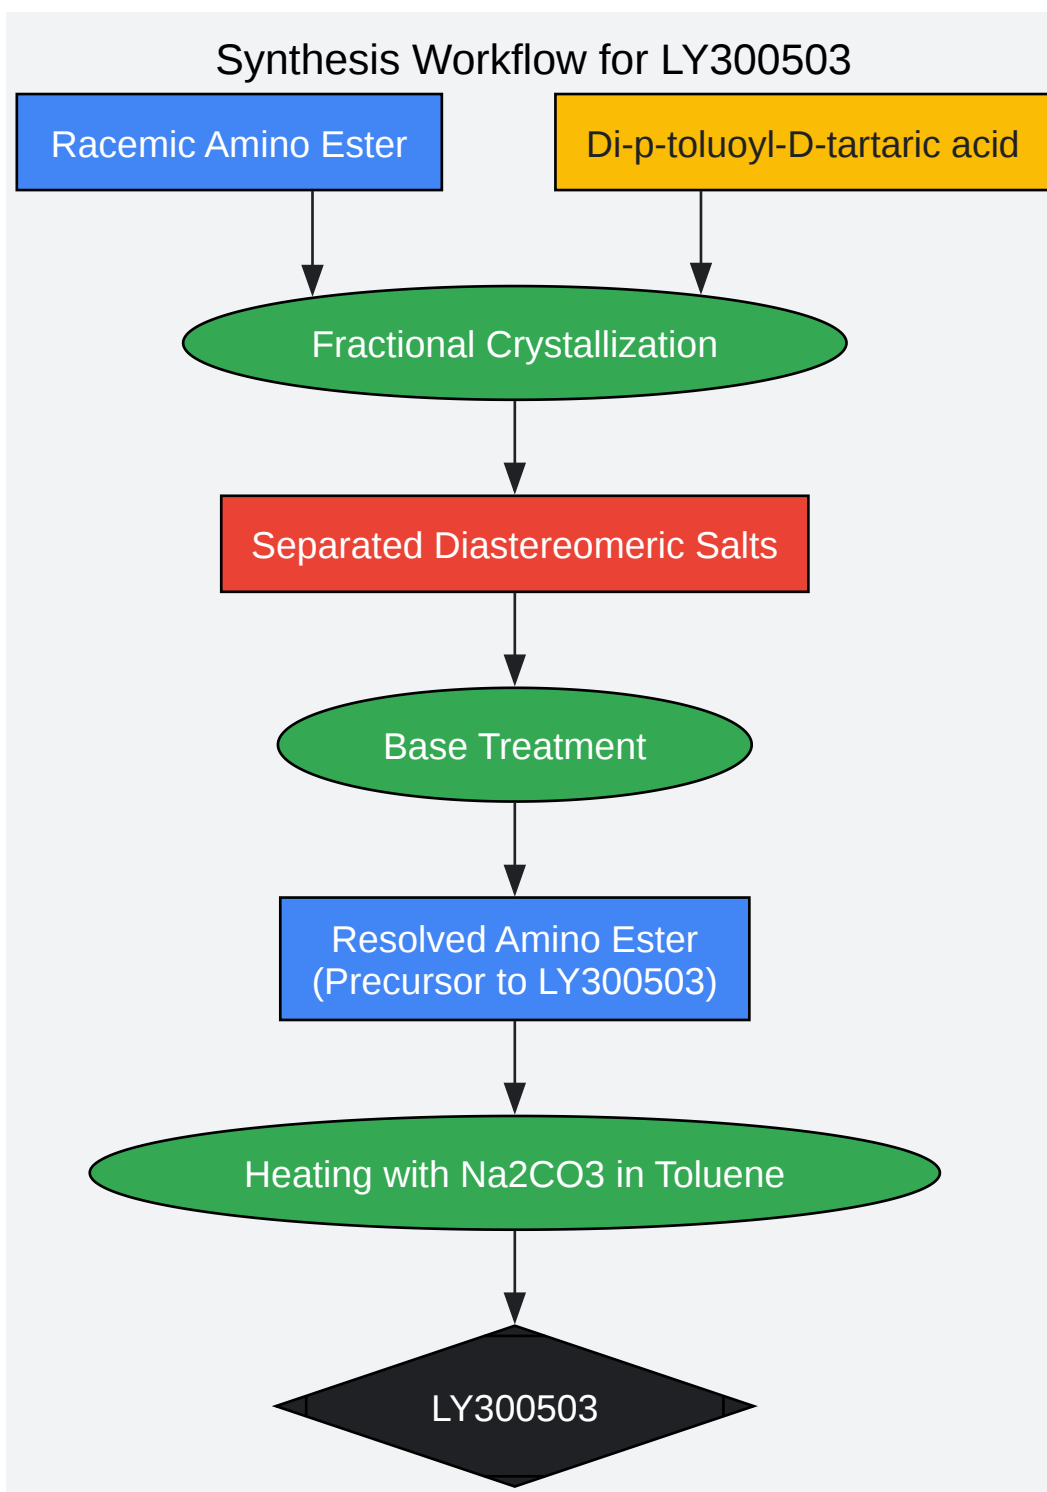 Synthesis Workflow for LY300503
Racemic Amino Ester
Di-p-toluoyl-D-tartaric acid
Fractional Crystallization
Separated Diastereomeric Salts
Base Treatment
Resolved Amino Ester
(Precursor to LY300503)
Heating with Na2CO3 in Toluene
LY300503